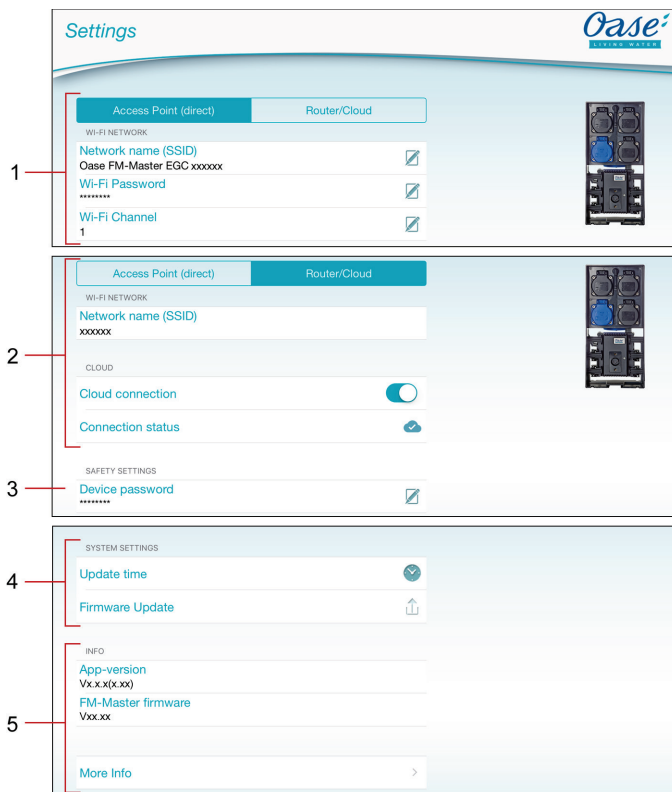 Settings
Oase
LIVING WATER
1
Access Point (direct) Router/Cloud
WI-FI NETWORK
Network name (SSID)
Oase FM-Master EGC xxxxxx
Wi-Fi Password
********
Wi-Fi Channel
1
2
Access Point (direct) Router/Cloud
WI-FI NETWORK
Network name (SSID)
xxxxxx
CLOUD
Cloud connection
Connection status
3
SAFETY SETTINGS
Device password
********
4
SYSTEM SETTINGS
Update time
Firmware Update
5
INFO
App-version
Vx.x.x(x.xx)
FM-Master firmware
Vxx.xx
More Info